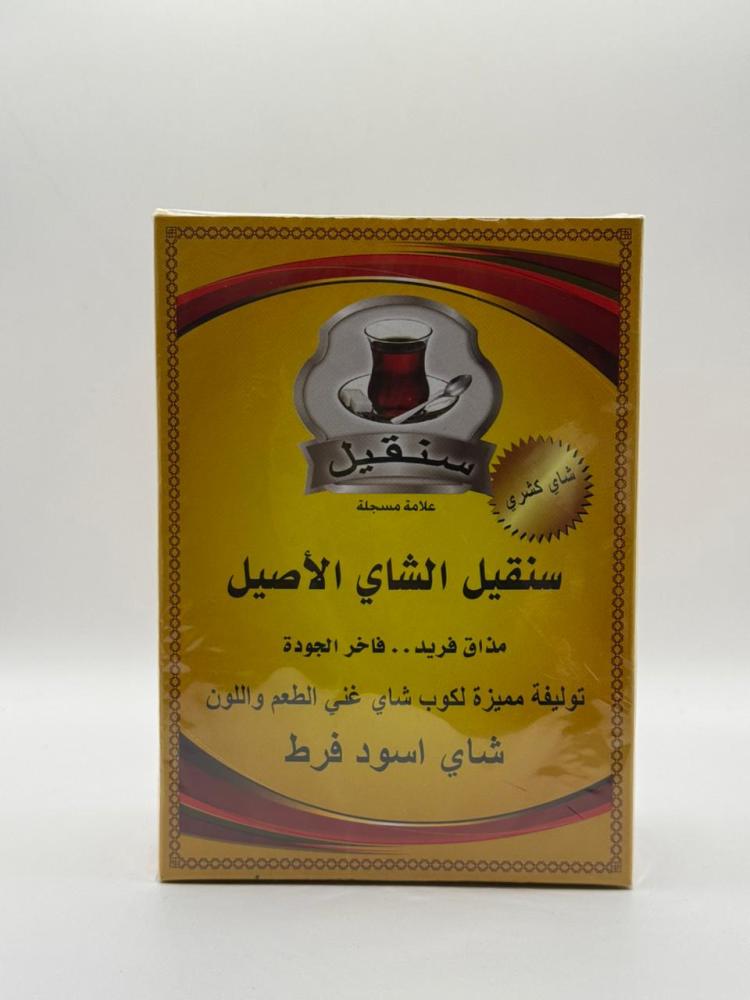 سنقيل
علامة مسجلة
شاي كشري
سنقيل الشاي الأصيل
مذاق فريد.. فاخر الجودة
توليفة مميزة لكوب شاي غني الطعم واللون
شاي اسود فرط